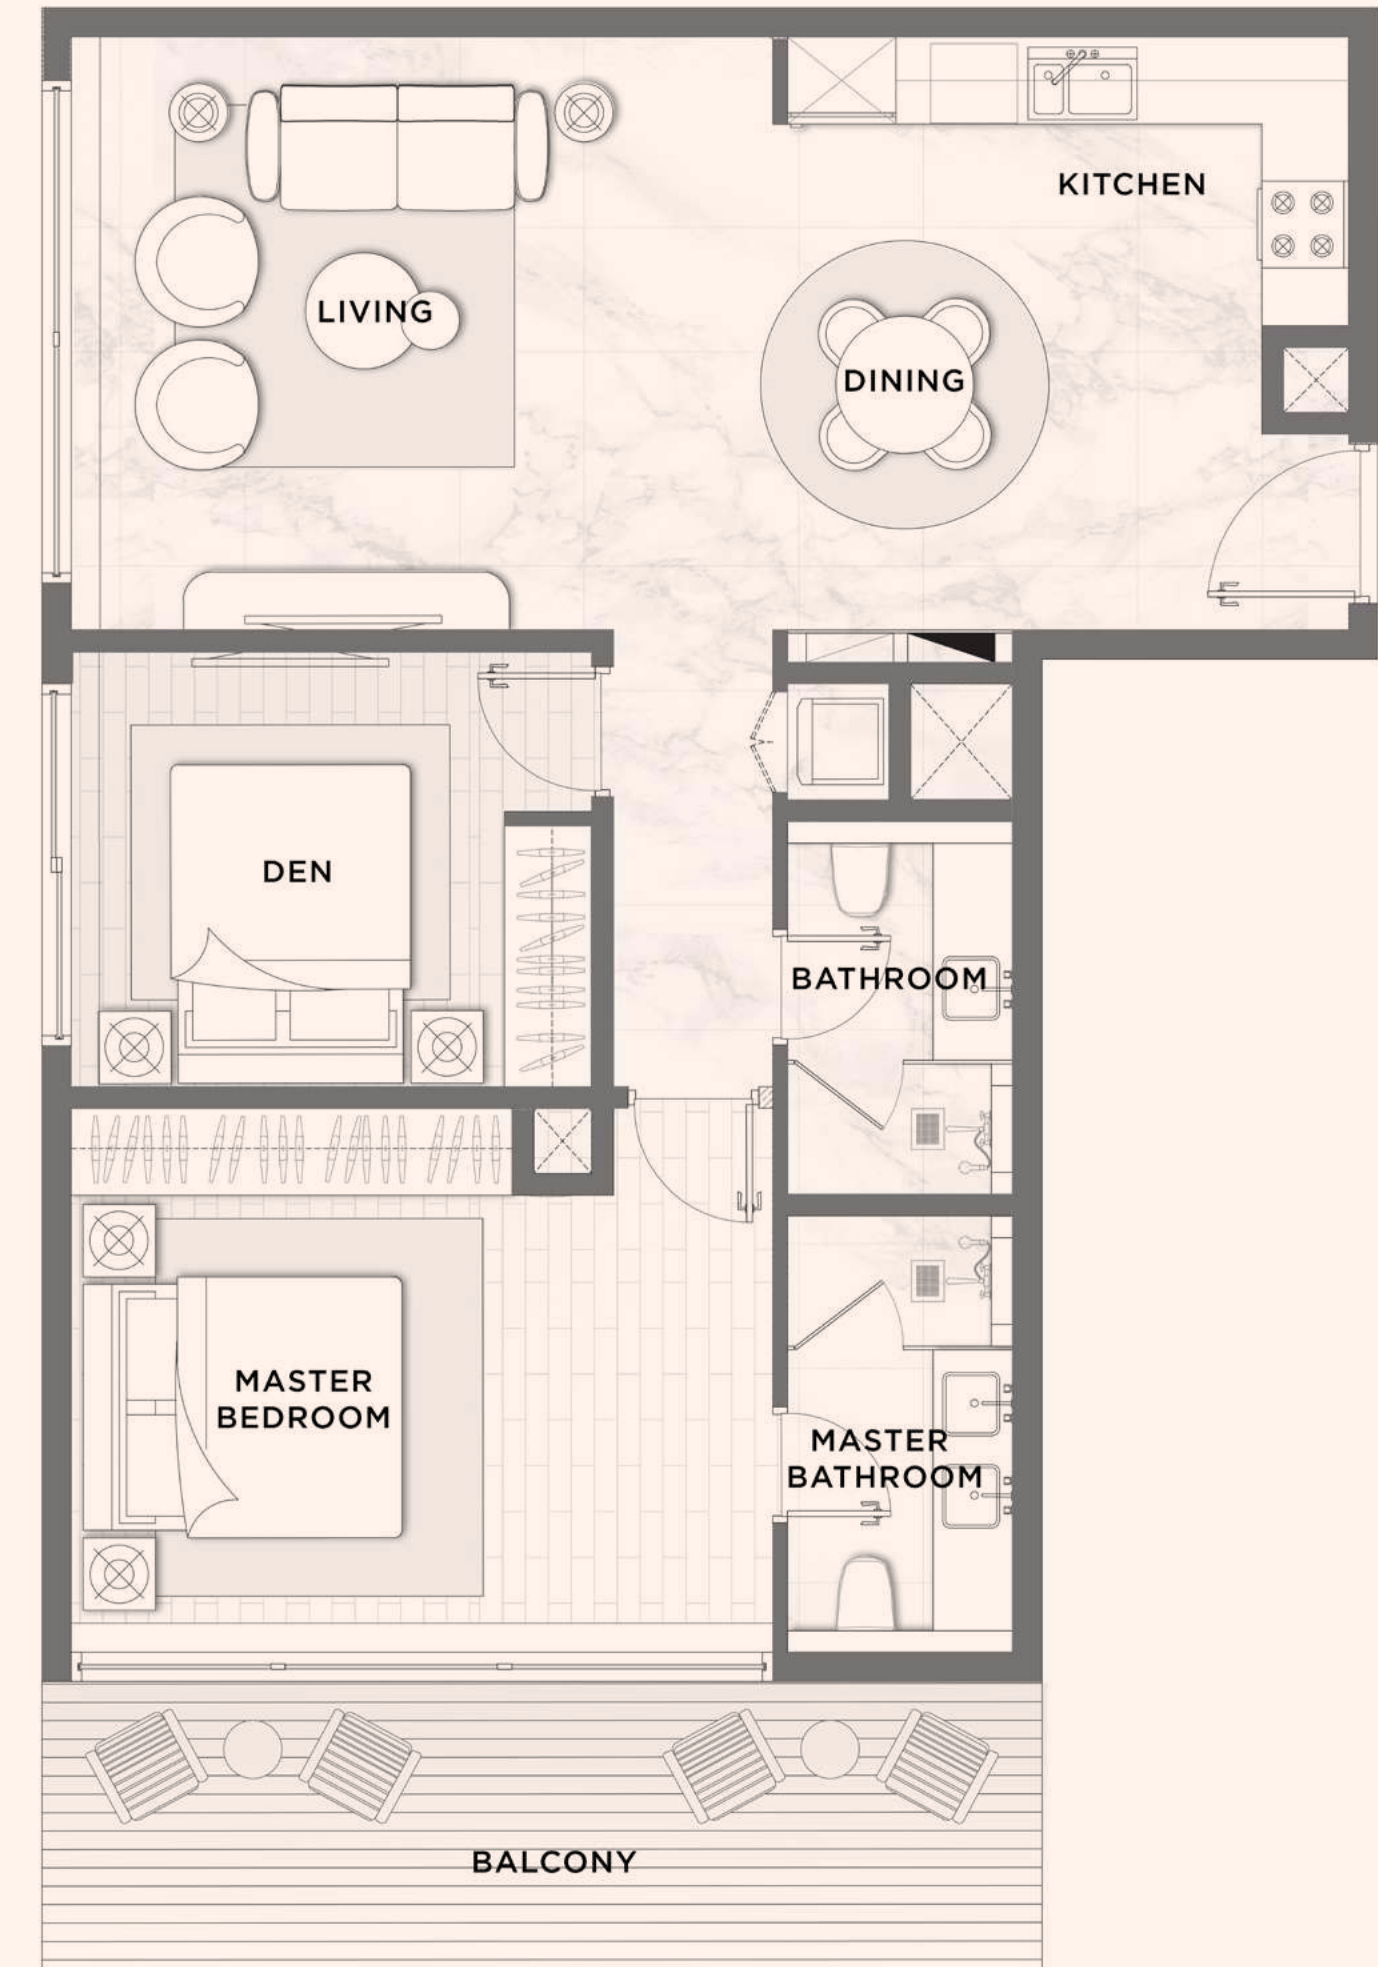 KITCHEN
LIVING
DINING
DEN
BATHROOM
MASTER
BEDROOM
MASTER
BATHROOM
BALCONY